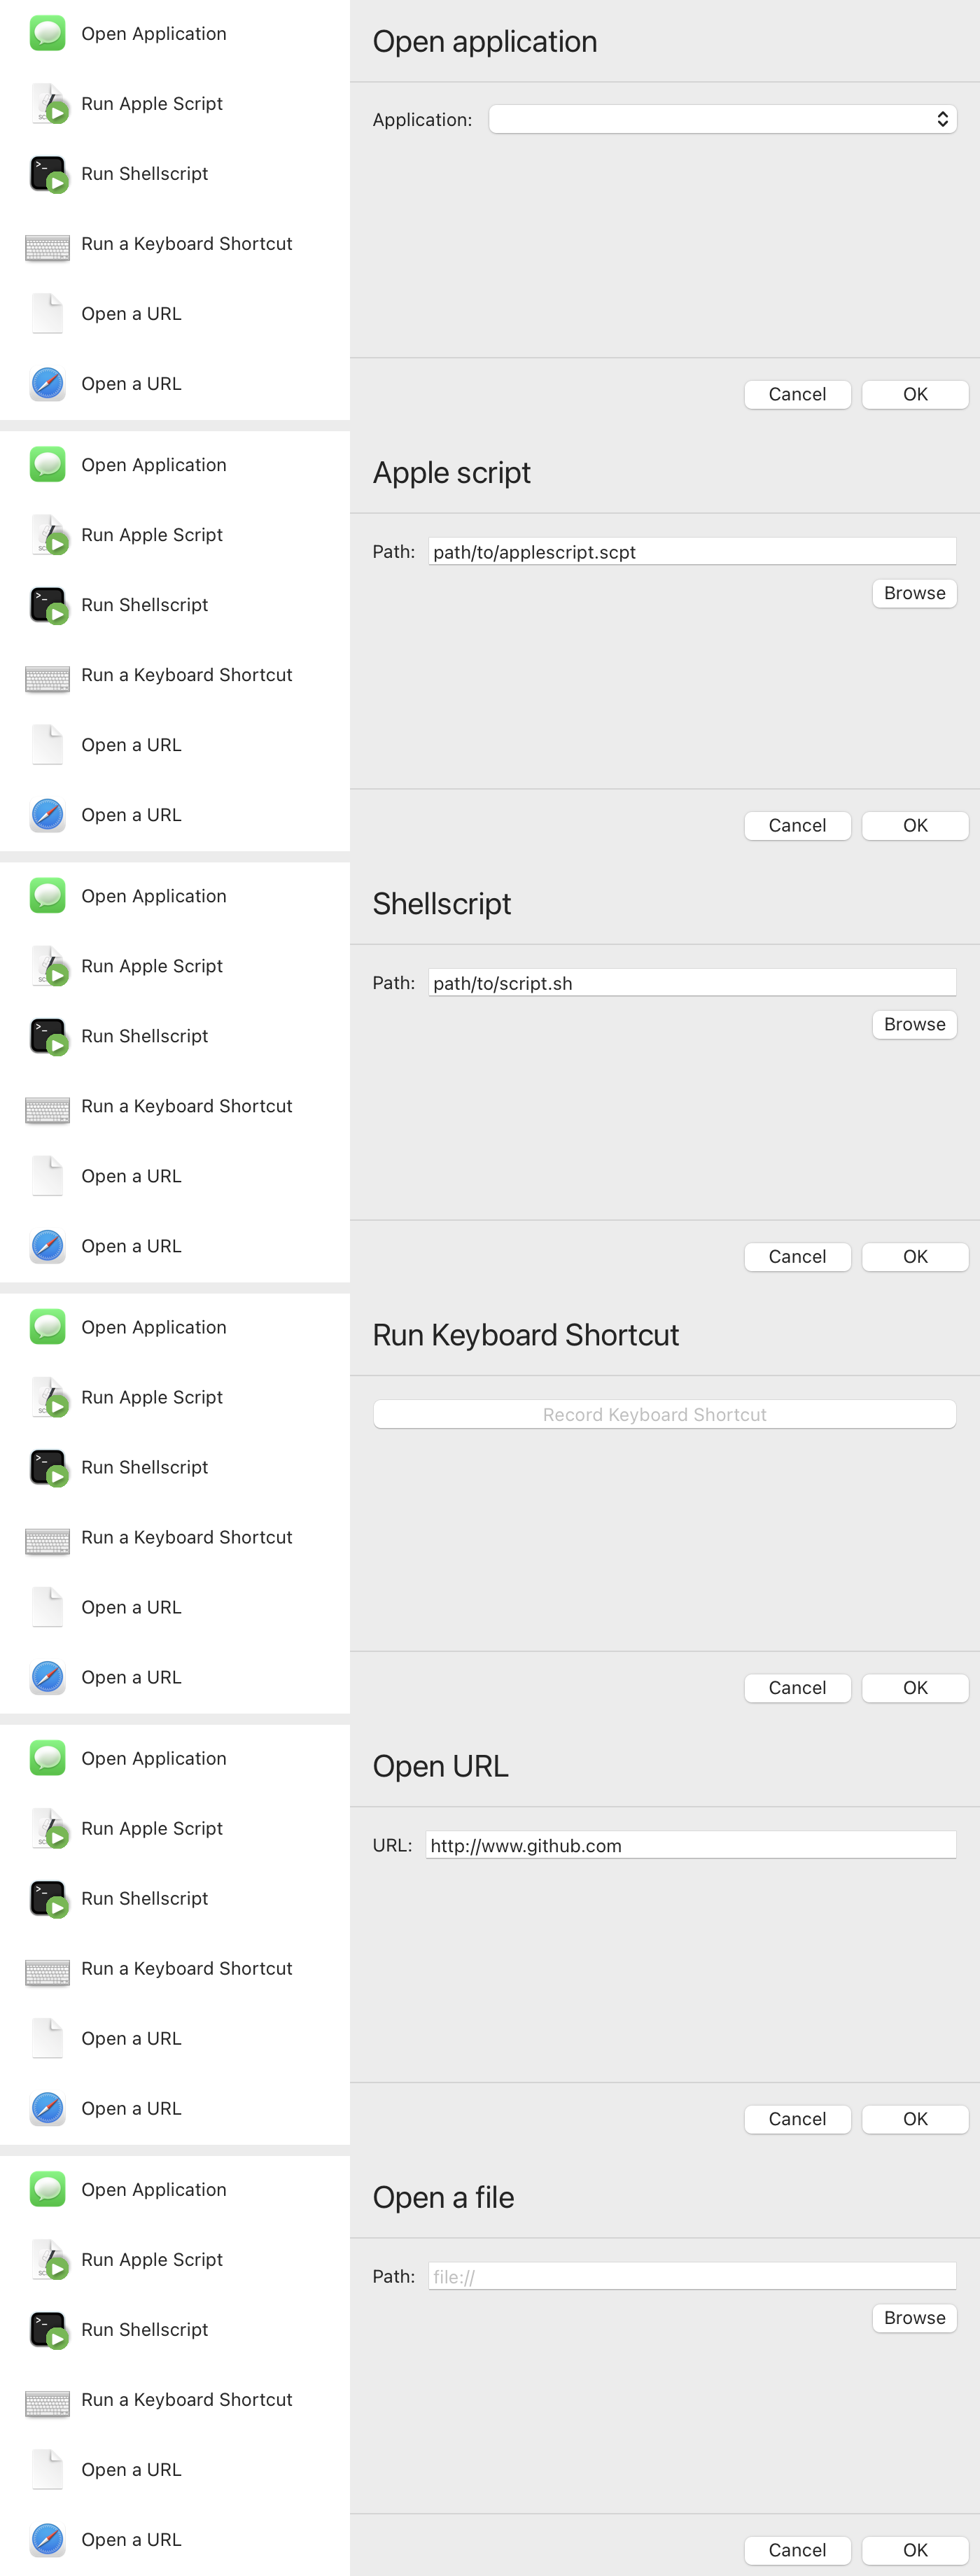 Open Application
Run Apple Script
Run Shellscript
Run a Keyboard Shortcut
Open a URL
Open a URL
Open application
Application:
Cancel
OK
Open Application
Run Apple Script
Run Shellscript
Run a Keyboard Shortcut
Open a URL
Open a URL
Apple script
Path: path/to/applescript.scpt
Browse
Cancel
OK
Open Application
Run Apple Script
Run Shellscript
Run a Keyboard Shortcut
Open a URL
Open a URL
Shellscript
Path: path/to/script.sh
Browse
Cancel
OK
Open Application
Run Apple Script
Run Shellscript
Run a Keyboard Shortcut
Open a URL
Open a URL
Run Keyboard Shortcut
Record Keyboard Shortcut
Cancel
OK
Open Application
Run Apple Script
Run Shellscript
Run a Keyboard Shortcut
Open a URL
Open a URL
Open URL
URL: http://www.github.com
Cancel
OK
Open Application
Run Apple Script
Run Shellscript
Run a Keyboard Shortcut
Open a URL
Open a URL
Open a file
Path: file://
Browse
Cancel
OK